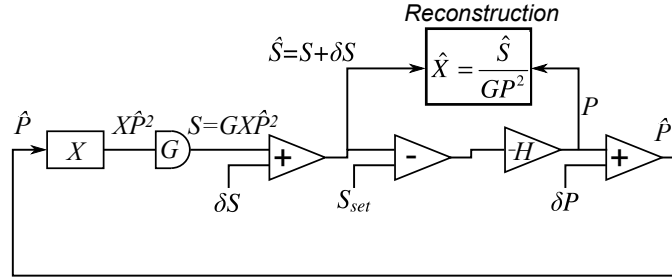 Reconstruction
Ŝ=S+δS
X̂ = Ŝ / GP²
P̂
XP̂²
S=GXP̂²
P
P̂
X
G
+
-
-H
+
δS
S_set
δP